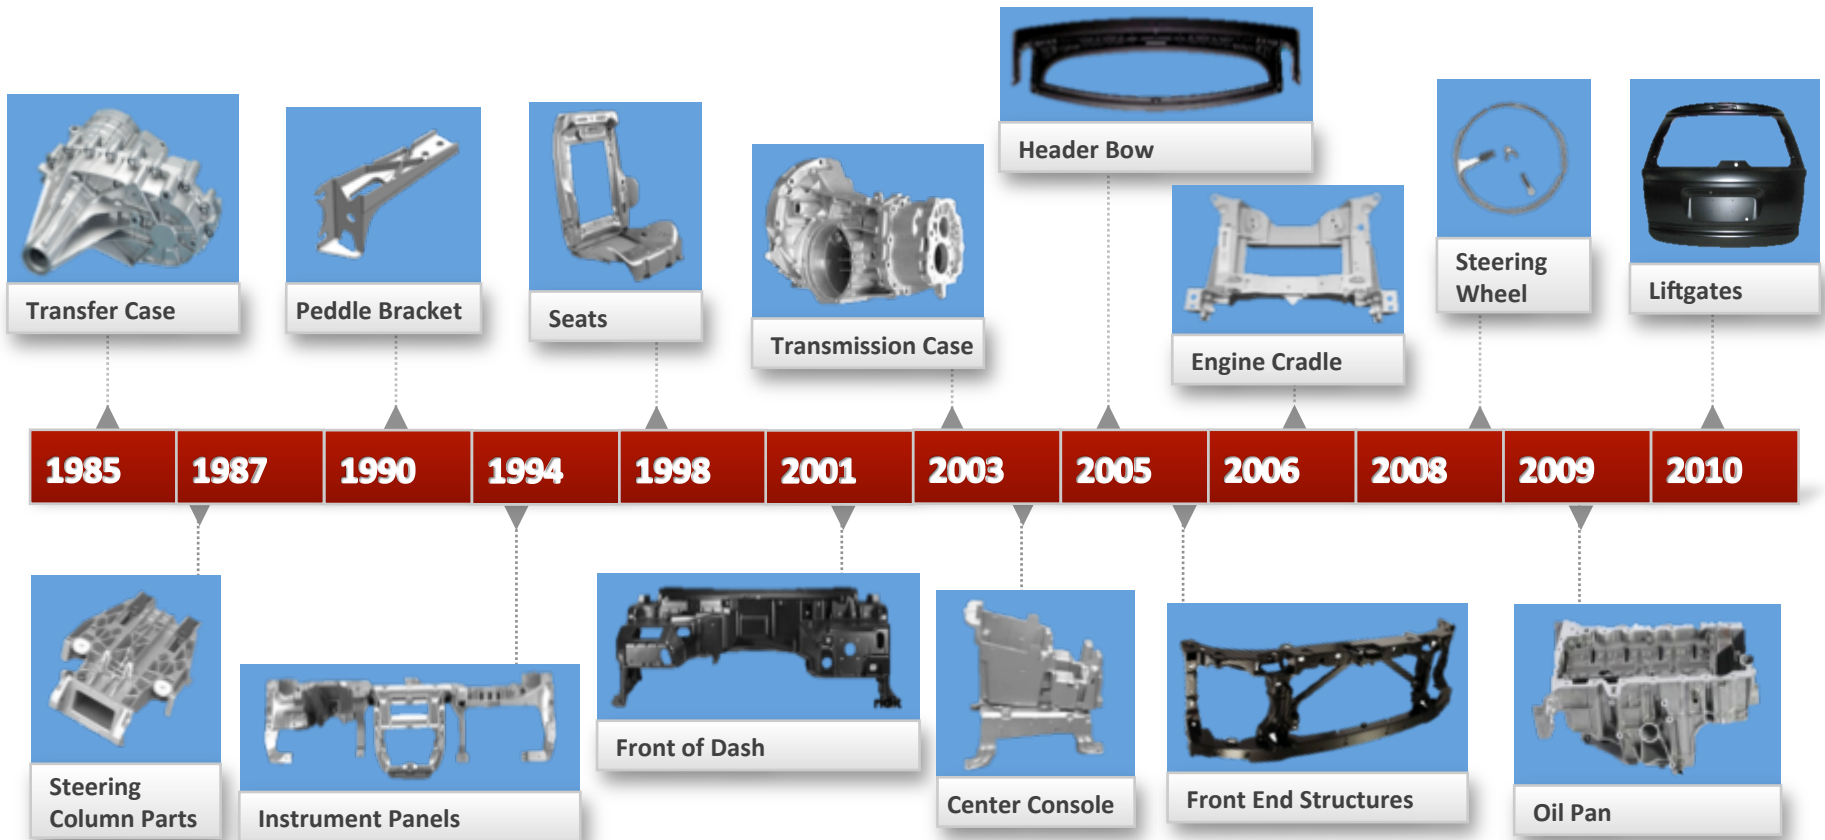 Header Bow
Transfer Case
Peddle Bracket
Seats
Transmission Case
Engine Cradle
Steering
Wheel
Liftgates
1985
1987
1990
1994
1998
2001
2003
2005
2006
2008
2009
2010
Steering
Column Parts
Instrument Panels
Front of Dash
Center Console
Front End Structures
Oil Pan